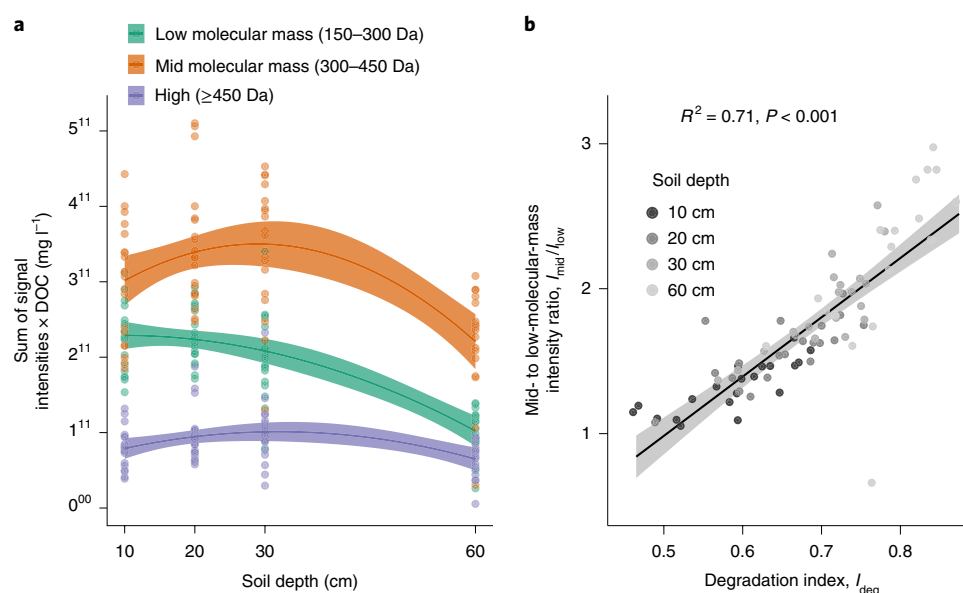 a
Low molecular mass (150–300 Da)
Mid molecular mass (300–450 Da)
High (≥450 Da)
Sum of signal
intensities × DOC (mg l⁻¹)
5¹¹
4¹¹
3¹¹
2¹¹
1¹¹
0⁰⁰
10
20
30
60
Soil depth (cm)
b
R² = 0.71, P < 0.001
Soil depth
10 cm
20 cm
30 cm
60 cm
Mid- to low-molecular-mass
intensity ratio, I_mid/I_low
3
2
1
0.5
0.6
0.7
0.8
Degradation index, I_deg